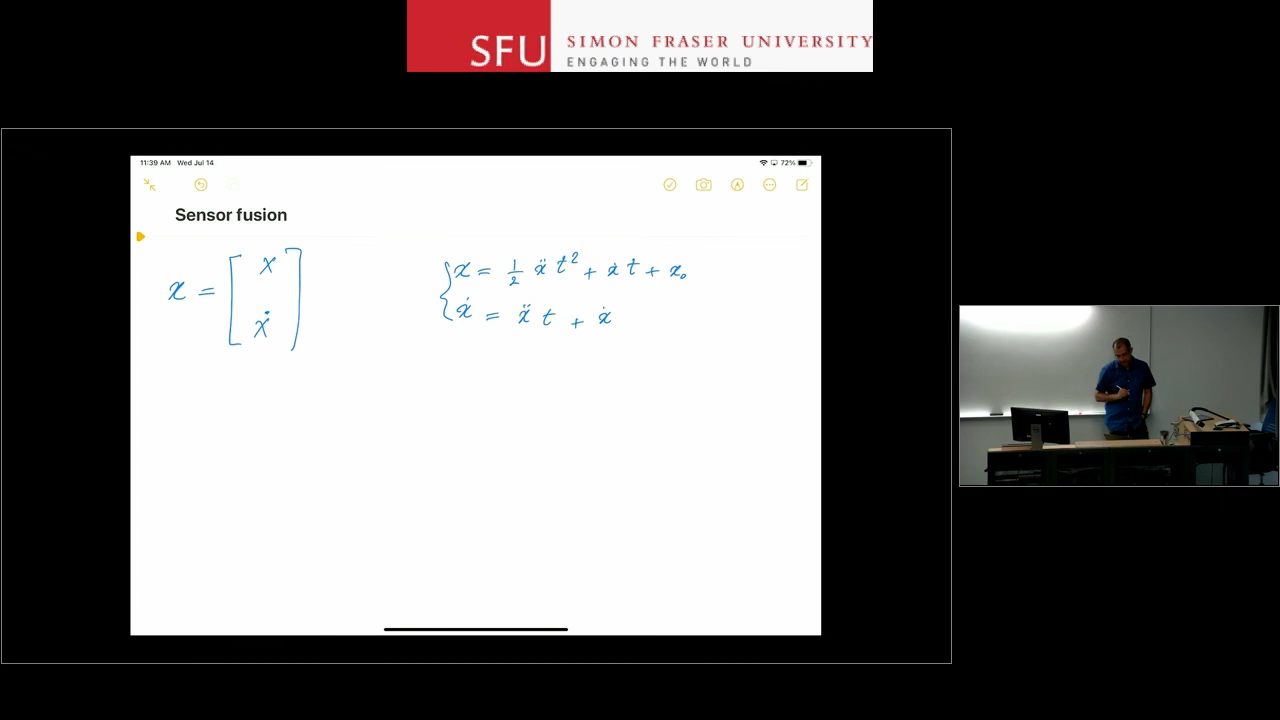 SFU SIMON FRASER UNIVERSITY
ENGAGING THE WORLD
11:39 AM Wed Jul 14 72%
Sensor fusion
x = [ x ẋ ]
x = 1/2 ẍ t² + ẋ t + x₀
ẋ = ẍ t + ẋ